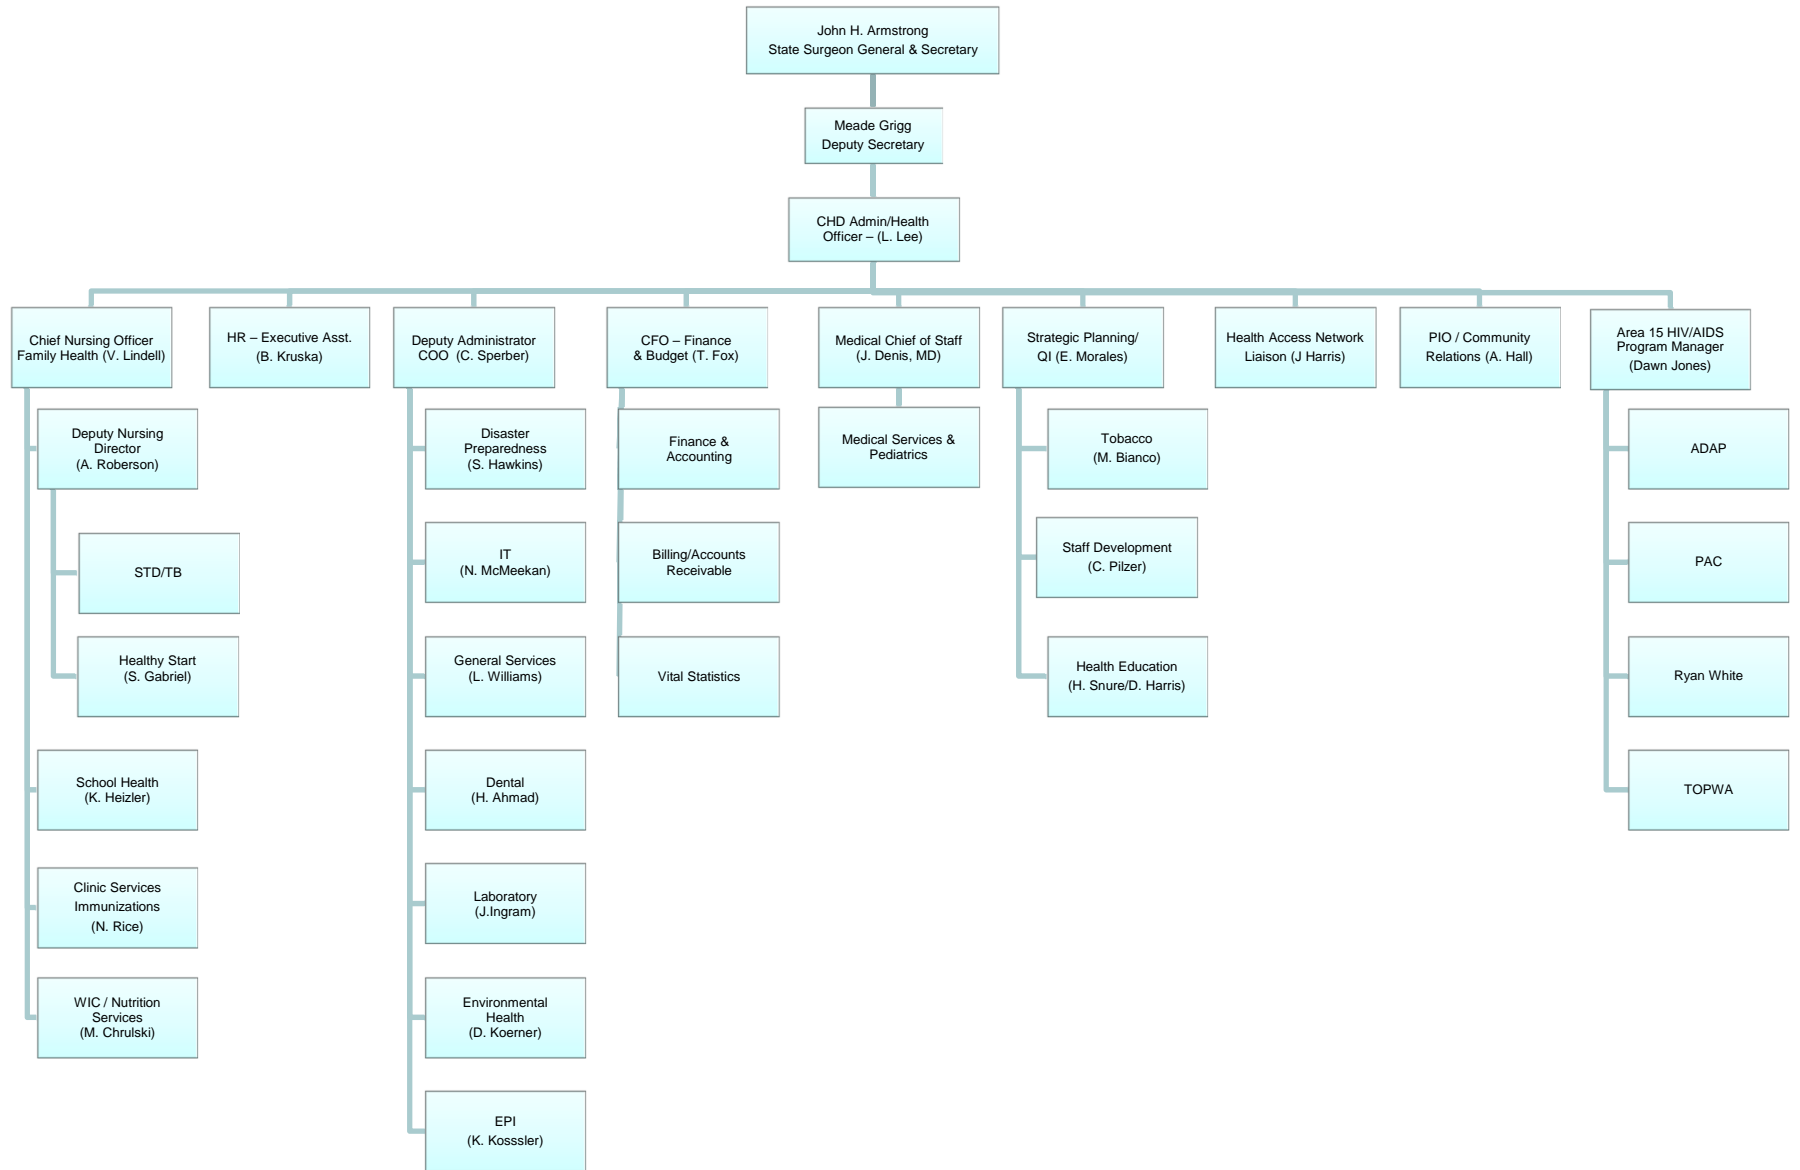 John H. Armstrong
State Surgeon General & Secretary
Meade Grigg
Deputy Secretary
CHD Admin/Health
Officer – (L. Lee)
Chief Nursing Officer
Family Health (V. Lindell)
HR – Executive Asst.
(B. Kruska)
Deputy Administrator
COO (C. Sperber)
CFO – Finance
& Budget (T. Fox)
Medical Chief of Staff
(J. Denis, MD)
Strategic Planning/
QI (E. Morales)
Health Access Network
Liaison (J Harris)
PIO / Community
Relations (A. Hall)
Area 15 HIV/AIDS
Program Manager
(Dawn Jones)
Deputy Nursing
Director
(A. Roberson)
STD/TB
Healthy Start
(S. Gabriel)
School Health
(K. Heizler)
Clinic Services
Immunizations
(N. Rice)
WIC / Nutrition
Services
(M. Chrulski)
Disaster
Preparedness
(S. Hawkins)
IT
(N. McMeekan)
General Services
(L. Williams)
Dental
(H. Ahmad)
Laboratory
(J.Ingram)
Environmental
Health
(D. Koerner)
EPI
(K. Kosssler)
Finance &
Accounting
Billing/Accounts
Receivable
Vital Statistics
Medical Services &
Pediatrics
Tobacco
(M. Bianco)
Staff Development
(C. Pilzer)
Health Education
(H. Snure/D. Harris)
ADAP
PAC
Ryan White
TOPWA